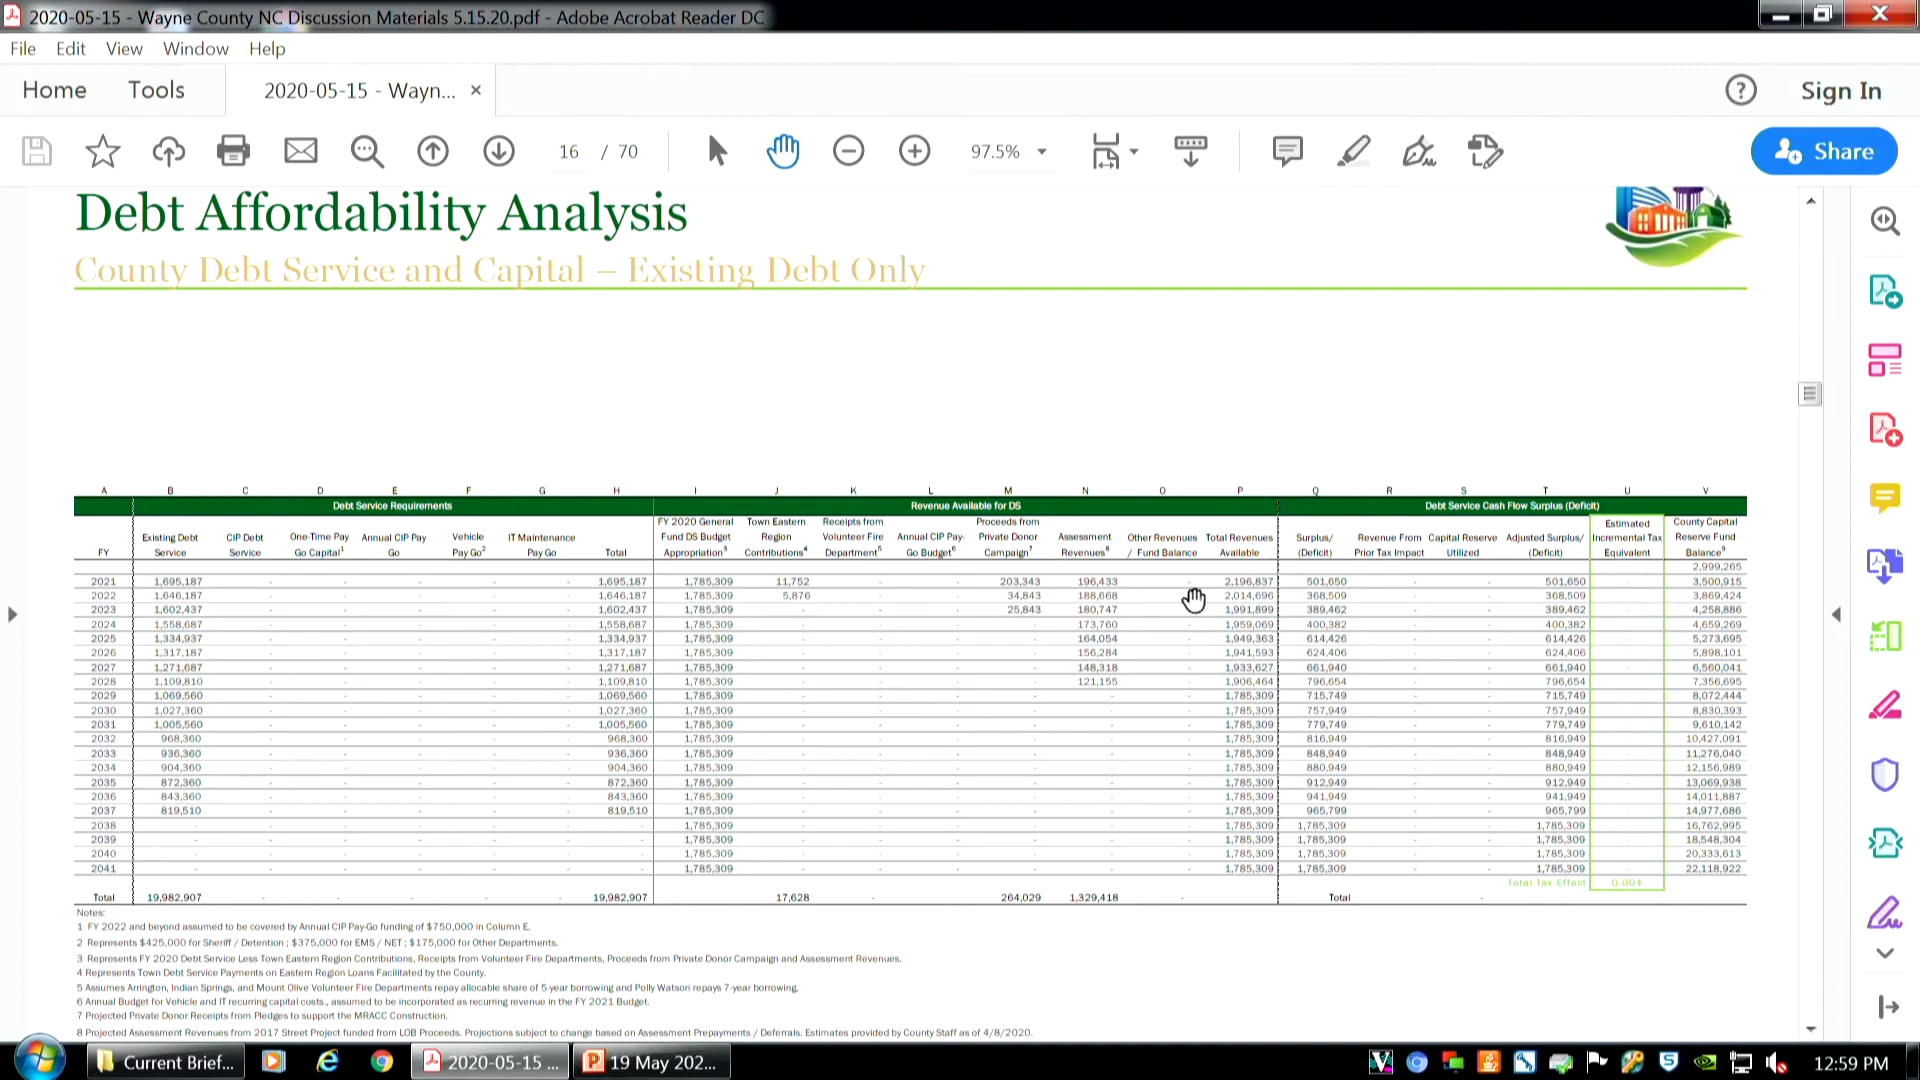 2020-05-15 - Wayne County NC Discussion Materials 5.15.20.pdf - Adobe Acrobat Reader DC
File Edit View Window Help
Home Tools 2020-05-15 - Wayn... × Sign In
16 / 70 97.5% Share
Debt Affordability Analysis
County Debt Service and Capital – Existing Debt Only
A B C D E F G H I J K L M N O P Q R S T U V
Debt Service Requirements Revenue Available for DS Debt Service Cash Flow Surplus (Deficit)
FY 2020 General Town Eastern Receipts from Proceeds from Estimated County Capital
Existing Debt CIP Debt One-Time Pay Annual CIP Pay Vehicle IT Maintenance Fund DS Budget Region Volunteer Fire Annual CIP Pay- Private Donor Assessment Other Revenues Total Revenues Surplus/ Revenue From Capital Reserve Adjusted Surplus/ Incremental Tax Reserve Fund
FY Service Service Go Capital1 Go Pay Go2 Pay Go Total Appropriation3 Contributions4 Department5 Go Budget6 Campaign7 Revenues8 / Fund Balance Available (Deficit) Prior Tax Impact Utilized (Deficit) Equivalent Balance9
2,999,265
2021 1,695,187 - - - - - 1,695,187 1,785,309 11,752 - - 203,343 196,433 - 2,196,837 501,650 - - 501,650 - 3,500,915
2022 1,646,187 - - - - - 1,646,187 1,785,309 5,876 - - 34,843 188,668 2,014,696 368,509 - - 368,509 - 3,869,424
2023 1,602,437 - - - - - 1,602,437 1,785,309 - - - 25,843 180,747 1,991,899 389,462 - - 389,462 - 4,258,886
2024 1,558,687 - - - - - 1,558,687 1,785,309 - - - - 173,760 - 1,959,069 400,382 - - 400,382 - 4,659,269
2025 1,334,937 - - - - - 1,334,937 1,785,309 - - - - 164,054 - 1,949,363 614,426 - - 614,426 - 5,273,695
2026 1,317,187 - - - - - 1,317,187 1,785,309 - - - - 156,284 - 1,941,593 624,406 - - 624,406 - 5,898,101
2027 1,271,687 - - - - - 1,271,687 1,785,309 - - - - 148,318 - 1,933,627 661,940 - - 661,940 - 6,560,041
2028 1,109,810 - - - - - 1,109,810 1,785,309 - - - - 121,155 - 1,906,464 796,654 - - 796,654 - 7,356,695
2029 1,069,560 - - - - - 1,069,560 1,785,309 - - - - - - 1,785,309 715,749 - - 715,749 - 8,072,444
2030 1,027,360 - - - - - 1,027,360 1,785,309 - - - - - - 1,785,309 757,949 - - 757,949 - 8,830,393
2031 1,005,560 - - - - - 1,005,560 1,785,309 - - - - - - 1,785,309 779,749 - - 779,749 - 9,610,142
2032 968,360 - - - - - 968,360 1,785,309 - - - - - - 1,785,309 816,949 - - 816,949 - 10,427,091
2033 936,360 - - - - - 936,360 1,785,309 - - - - - - 1,785,309 848,949 - - 848,949 - 11,276,040
2034 904,360 - - - - - 904,360 1,785,309 - - - - - - 1,785,309 880,949 - - 880,949 - 12,156,989
2035 872,360 - - - - - 872,360 1,785,309 - - - - - - 1,785,309 912,949 - - 912,949 - 13,069,938
2036 843,360 - - - - - 843,360 1,785,309 - - - - - - 1,785,309 941,949 - - 941,949 - 14,011,887
2037 819,510 - - - - - 819,510 1,785,309 - - - - - - 1,785,309 965,799 - - 965,799 - 14,977,686
2038 - - - - - - - 1,785,309 - - - - - - 1,785,309 1,785,309 - - 1,785,309 - 16,762,995
2039 - - - - - - - 1,785,309 - - - - - - 1,785,309 1,785,309 - - 1,785,309 - 18,548,304
2040 - - - - - - - 1,785,309 - - - - - - 1,785,309 1,785,309 - - 1,785,309 - 20,333,613
2041 - - - - - - - 1,785,309 - - - - - - 1,785,309 1,785,309 - - 1,785,309 - 22,118,922
Total Tax Effect 0.00¢
Total 19,982,907 - - - - - 19,982,907 17,628 - - 264,029 1,329,418 - Total -
Notes:
1 FY 2022 and beyond assumed to be covered by Annual CIP Pay-Go funding of $750,000 in Column E.
2 Represents $425,000 for Sheriff / Detention ; $375,000 for EMS / NET ; $175,000 for Other Departments.
3 Represents FY 2020 Debt Service Less Town Eastern Region Contributions, Receipts from Volunteer Fire Departments, Proceeds from Private Donor Campaign and Assessment Revenues.
4 Represents Town Debt Service Payments on Eastern Region Loans Facilitated by the County.
5 Assumes Arrington, Indian Springs, and Mount Olive Volunteer Fire Departments repay allocable share of 5-year borrowing and Polly Watson repays 7-year borrowing.
6 Annual Budget for Vehicle and IT recurring capital costs., assumed to be incorporated as recurring revenue in the FY 2021 Budget.
7 Projected Private Donor Receipts from Pledges to support the MRACC Construction.
8 Projected Assessment Revenues from 2017 Street Project funded from LOB Proceeds. Projections subject to change based on Assessment Prepayments / Deferrals. Estimates provided by County Staff as of 4/8/2020.
Current Brief... 2020-05-15 ... 19 May 202... 12:59 PM